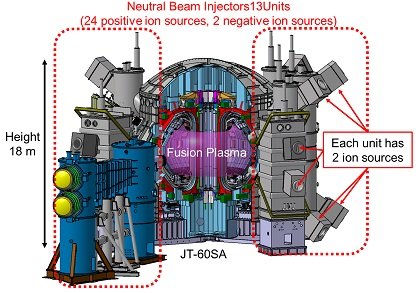 Neutral Beam Injectors13Units
(24 positive ion sources, 2 negative ion sources)
Height
18 m
Fusion Plasma
Each unit has
2 ion sources
JT-60SA